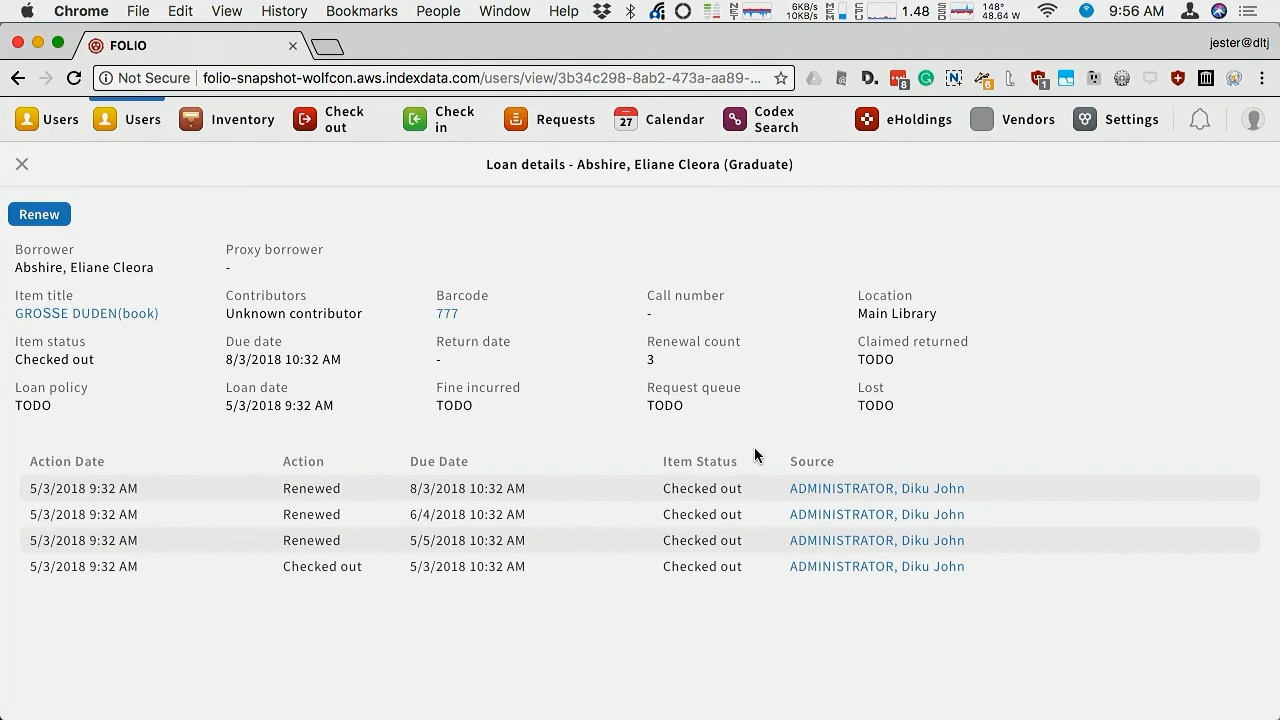 Chrome File Edit View History Bookmarks People Window Help 6KB/s 10KB/s 1.48 148° 48.64 W 9:56 AM
FOLIO jester@dltj
Not Secure folio-snapshot-wolfcon.aws.indexdata.com/users/view/3b34c298-8ab2-473a-aa89-... D. 8 6 1
Users Users Inventory Check out Check in Requests 27 Calendar Codex Search eHoldings Vendors Settings
Loan details - Abshire, Eliane Cleora (Graduate)
Renew
Borrower Proxy borrower
Abshire, Eliane Cleora -
Item title Contributors Barcode Call number Location
GROSSE DUDEN(book) Unknown contributor 777 - Main Library
Item status Due date Return date Renewal count Claimed returned
Checked out 8/3/2018 10:32 AM - 3 TODO
Loan policy Loan date Fine incurred Request queue Lost
TODO 5/3/2018 9:32 AM TODO TODO TODO
Action Date Action Due Date Item Status Source
5/3/2018 9:32 AM Renewed 8/3/2018 10:32 AM Checked out ADMINISTRATOR, Diku John
5/3/2018 9:32 AM Renewed 6/4/2018 10:32 AM Checked out ADMINISTRATOR, Diku John
5/3/2018 9:32 AM Renewed 5/5/2018 10:32 AM Checked out ADMINISTRATOR, Diku John
5/3/2018 9:32 AM Checked out 5/3/2018 10:32 AM Checked out ADMINISTRATOR, Diku John